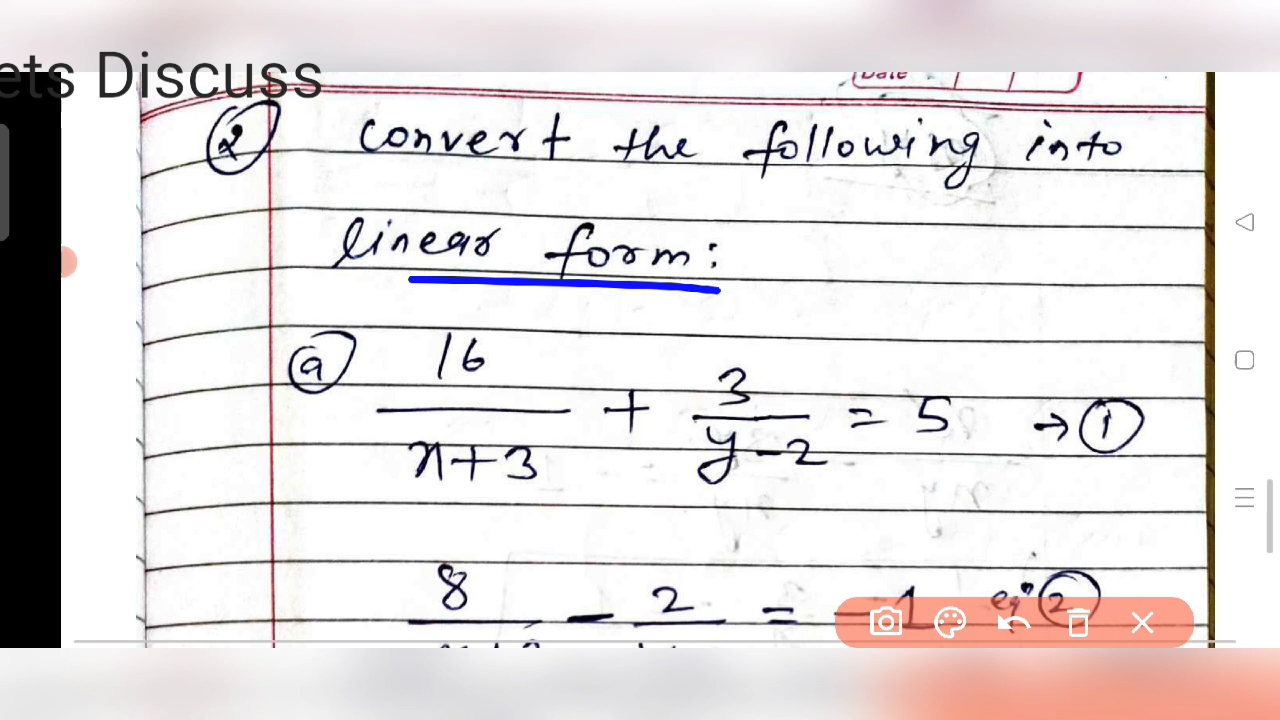 ets Discuss
Date
② convert the following into
linear form:
ⓐ 16/x+3 + 3/y-2 = 5 → ①
8 - 2 = -1 eqn ②